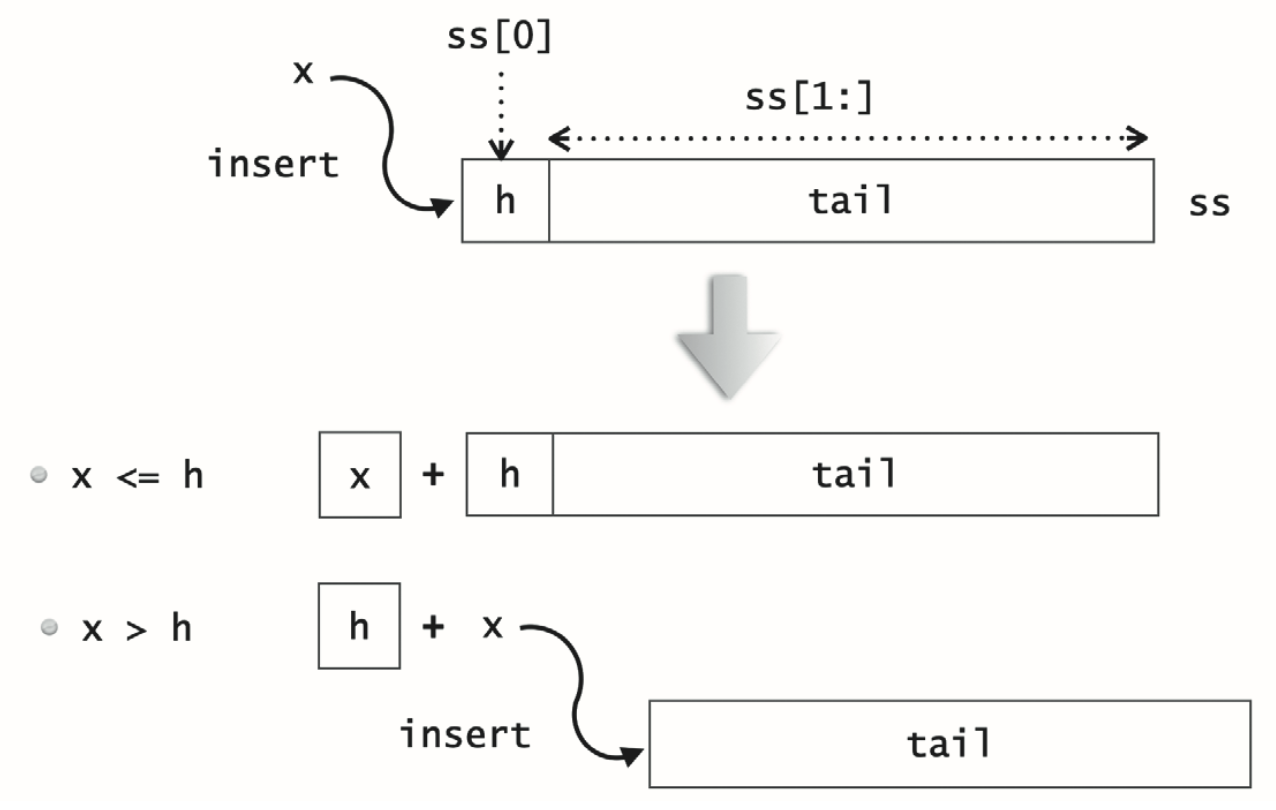 ss[0]
x
ss[1:]
insert
h tail ss
x <= h x + h tail
x > h h + x
insert
tail